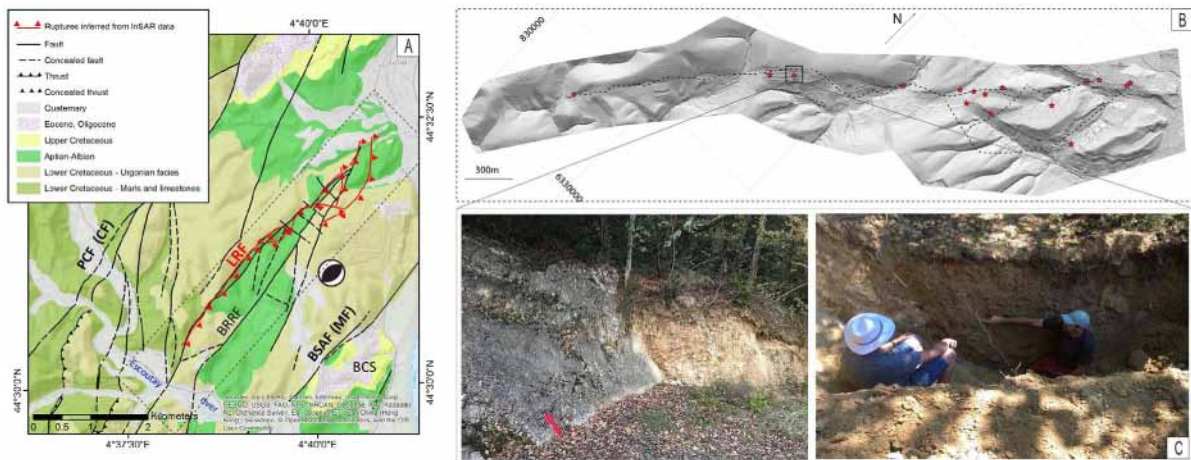 4°40'0"E
A
Ruptures inferred from InSAR data
Fault
Concealed fault
Thrust
Concealed thrust
Quaternary
Eocene, Oligocene
Upper Cretaceous
Aptian-Albian
Lower Cretaceous - Urgonian facies
Lower Cretaceous - Marls and limestones
44°32'30"N
PCF (CF)
LRF
BRRF
BSAF (MF)
BCS
Escoutay
river
44°30'0"N
44°30'0"N
0 0.5 1 2
Kilometers
4°37'30"E
4°40'0"E
B
N
830000
300m
6330000
C